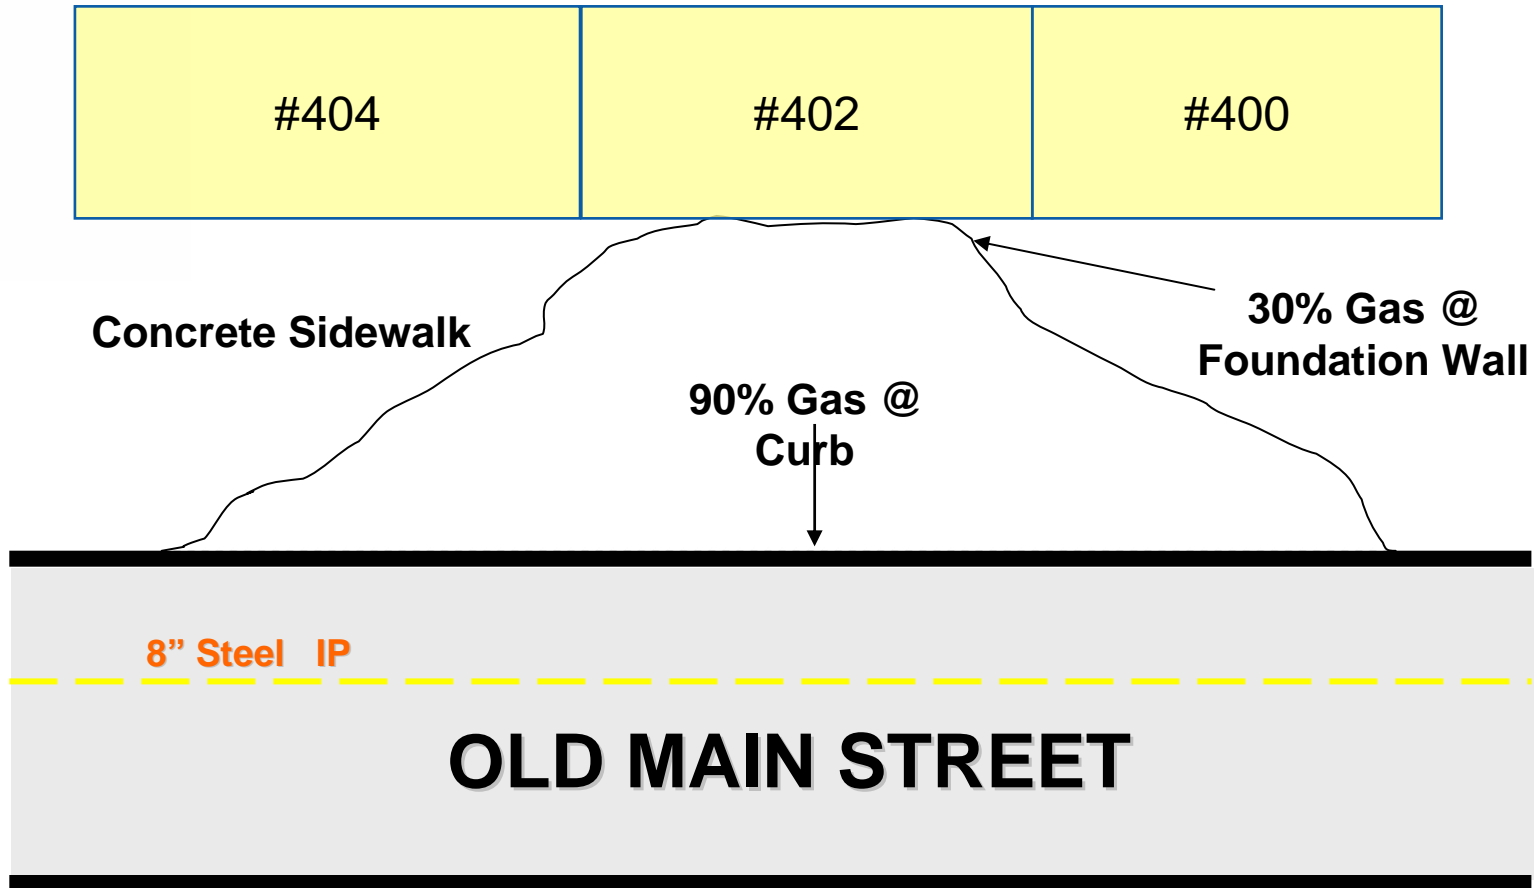 #404
#402
#400
Concrete Sidewalk
30% Gas @
Foundation Wall
90% Gas @
Curb
8” Steel IP
OLD MAIN STREET